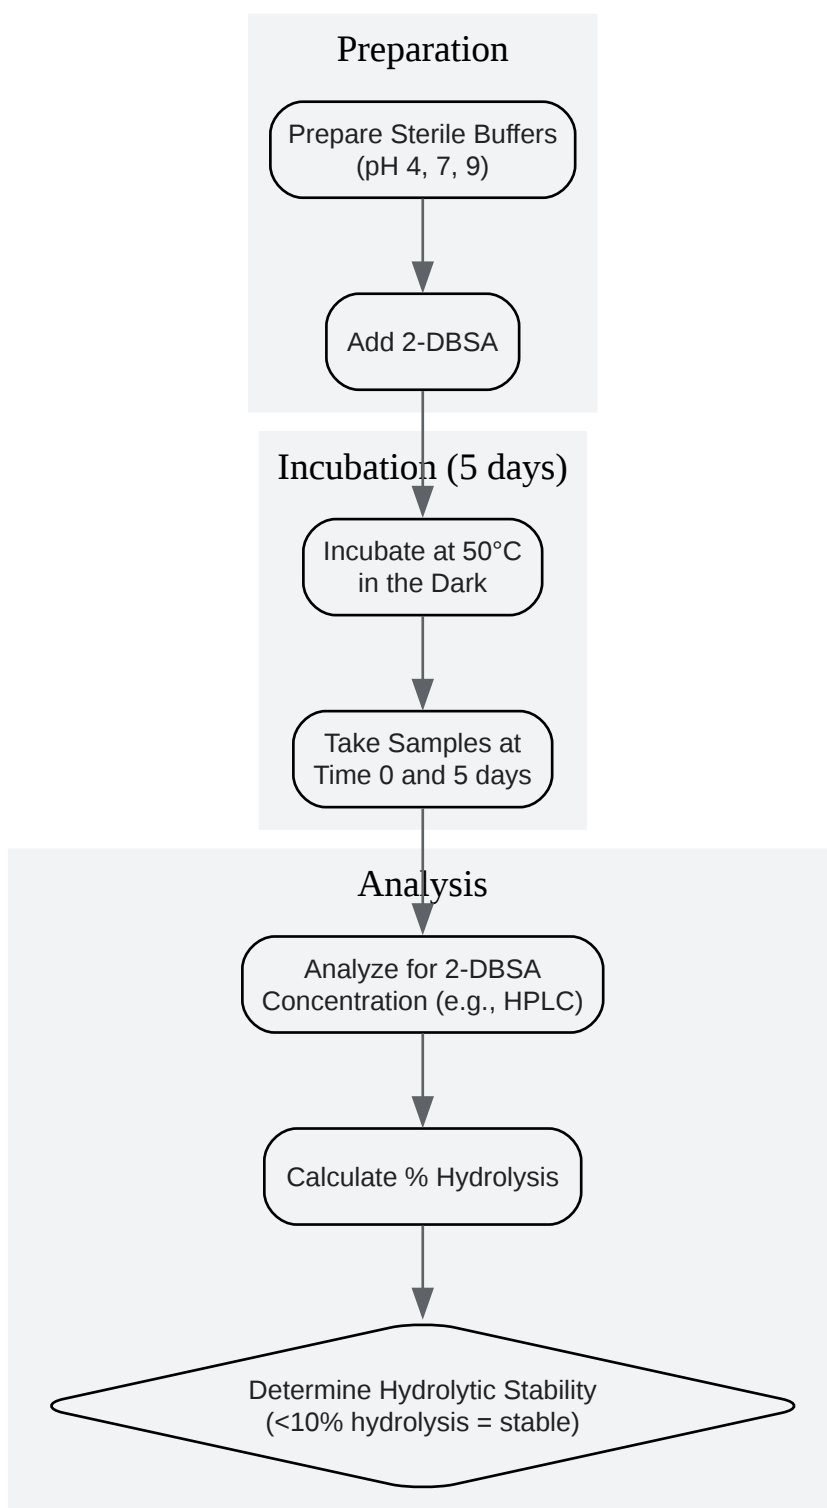 Preparation
Prepare Sterile Buffers
(pH 4, 7, 9)
Add 2-DBSA
Incubation (5 days)
Incubate at 50°C
in the Dark
Take Samples at
Time 0 and 5 days
Analysis
Analyze for 2-DBSA
Concentration (e.g., HPLC)
Calculate % Hydrolysis
Determine Hydrolytic Stability
(<10% hydrolysis = stable)